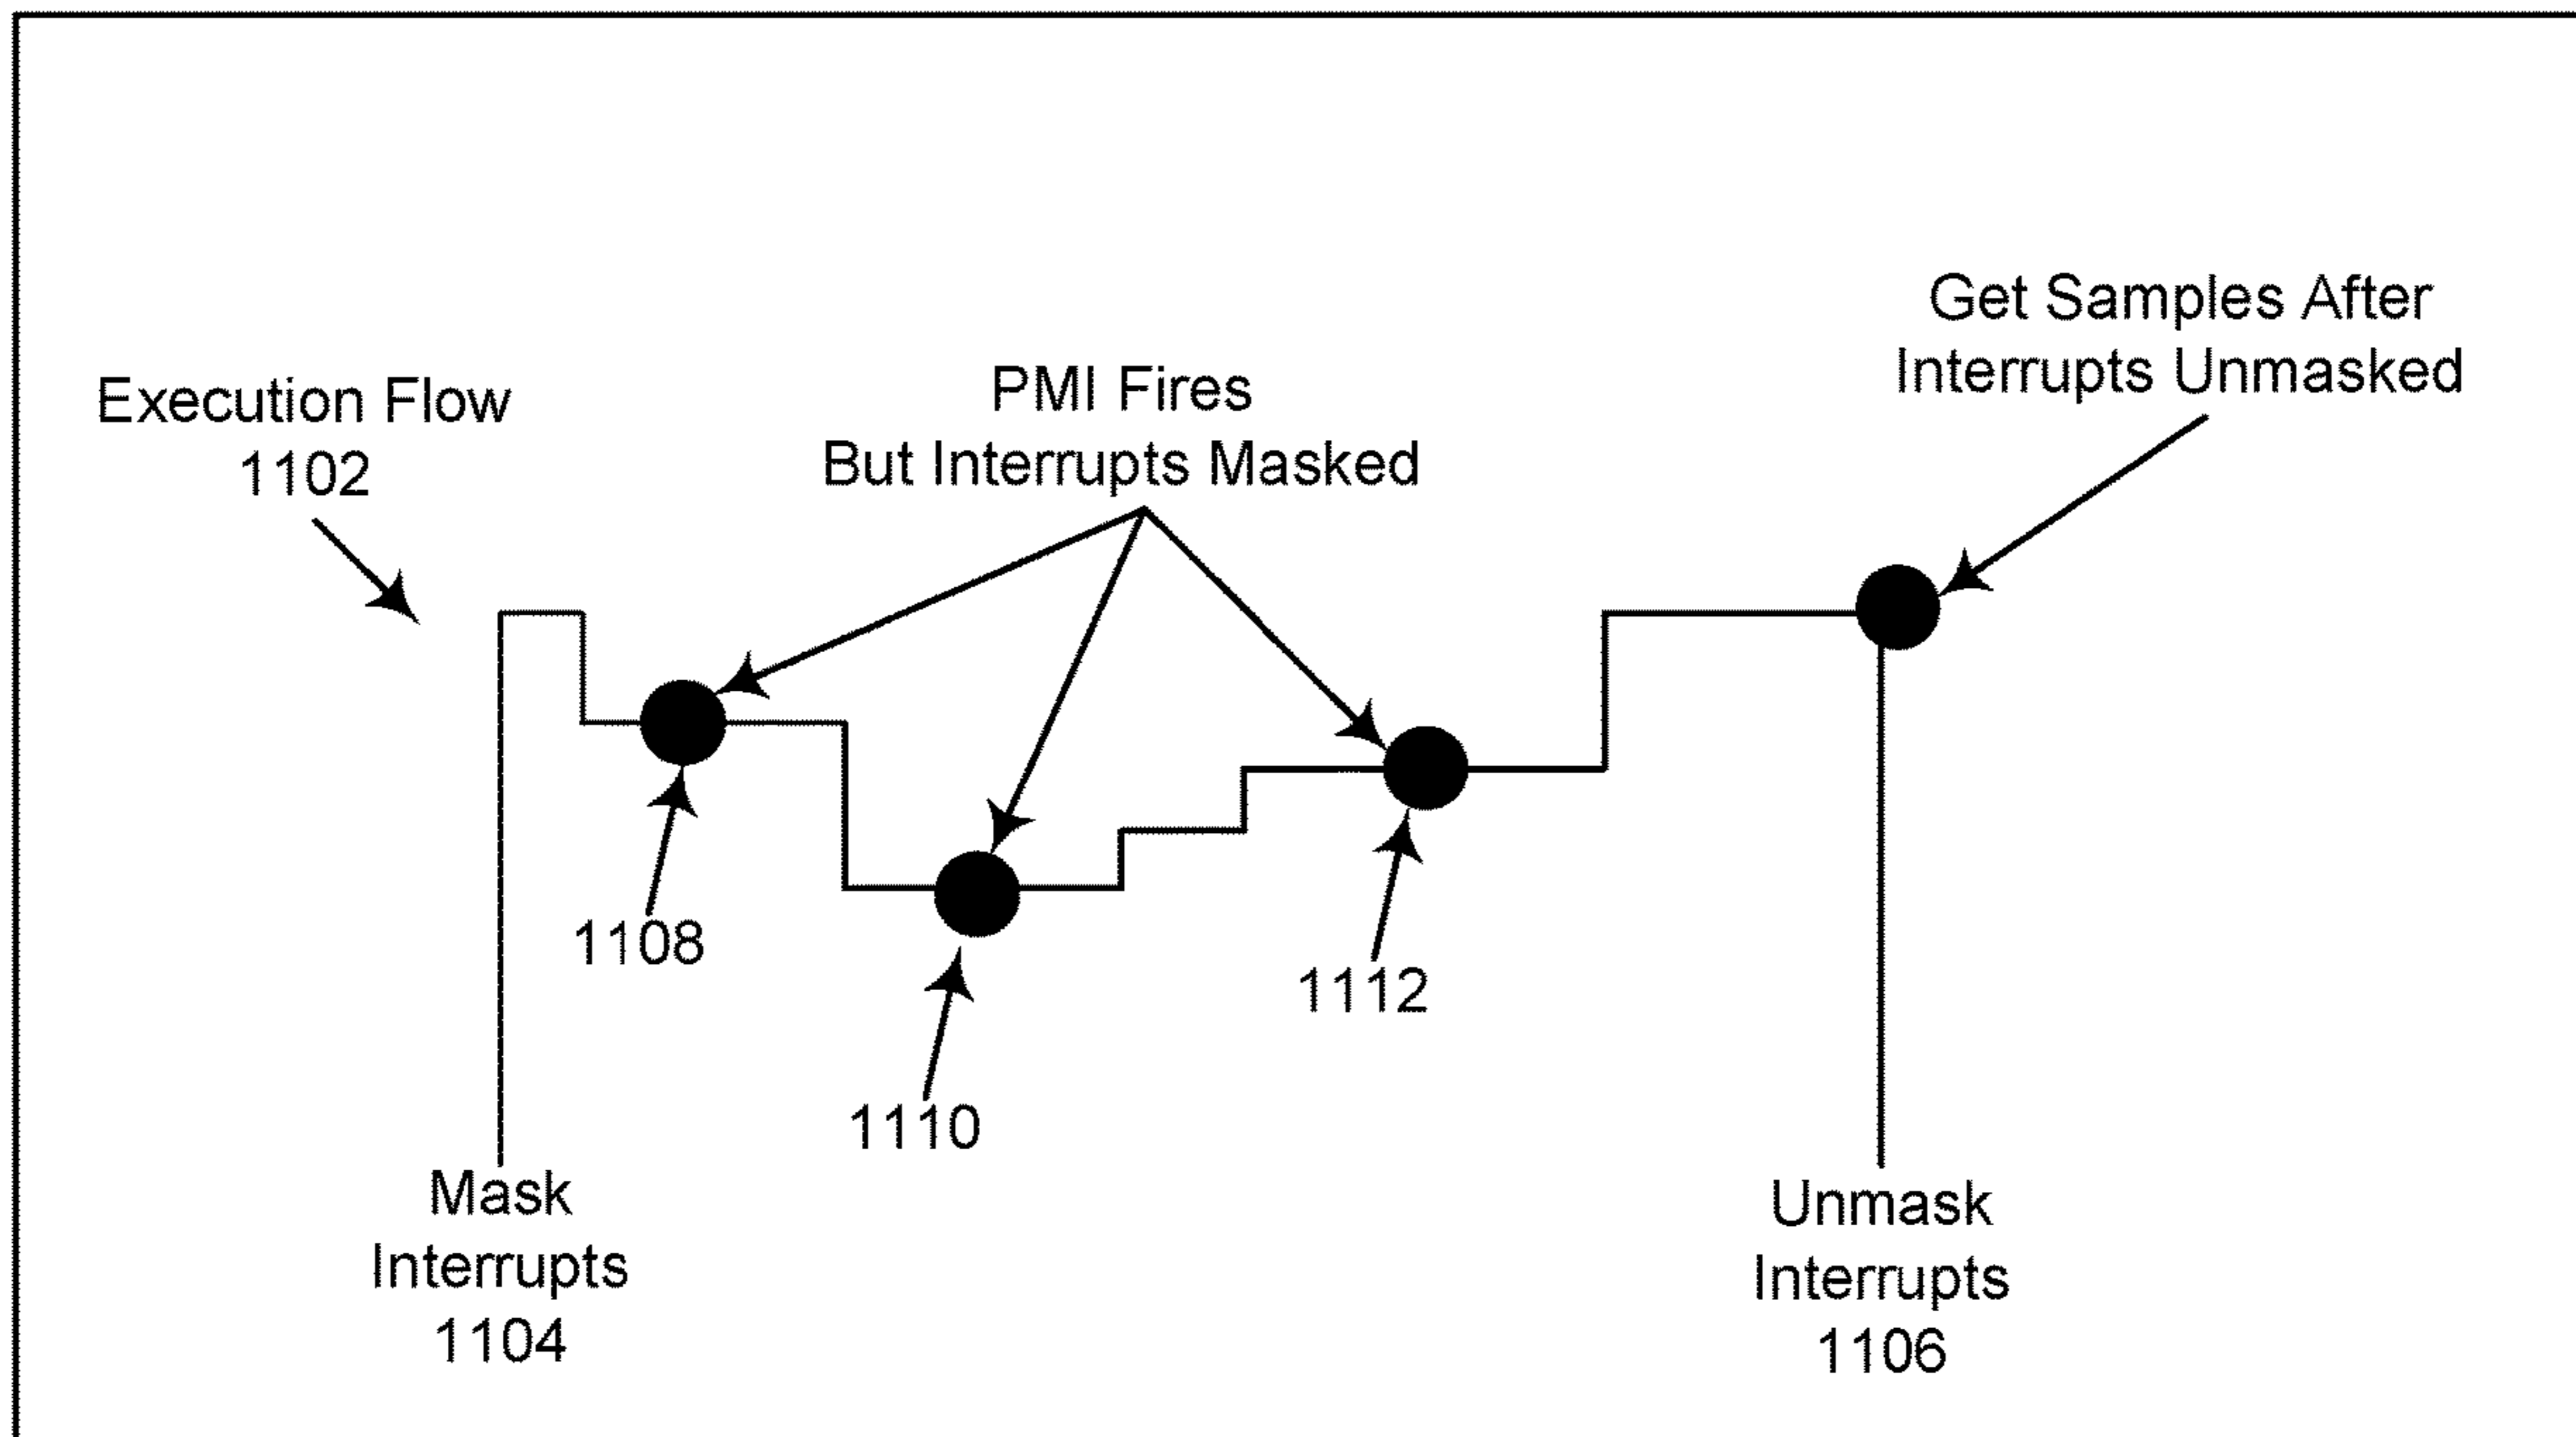 Get Samples After
Interrupts Unmasked
PMI Fires
But Interrupts Masked
Execution Flow
1102
1108
1112
1110
Mask
Interrupts
1104
Unmask
Interrupts
1106